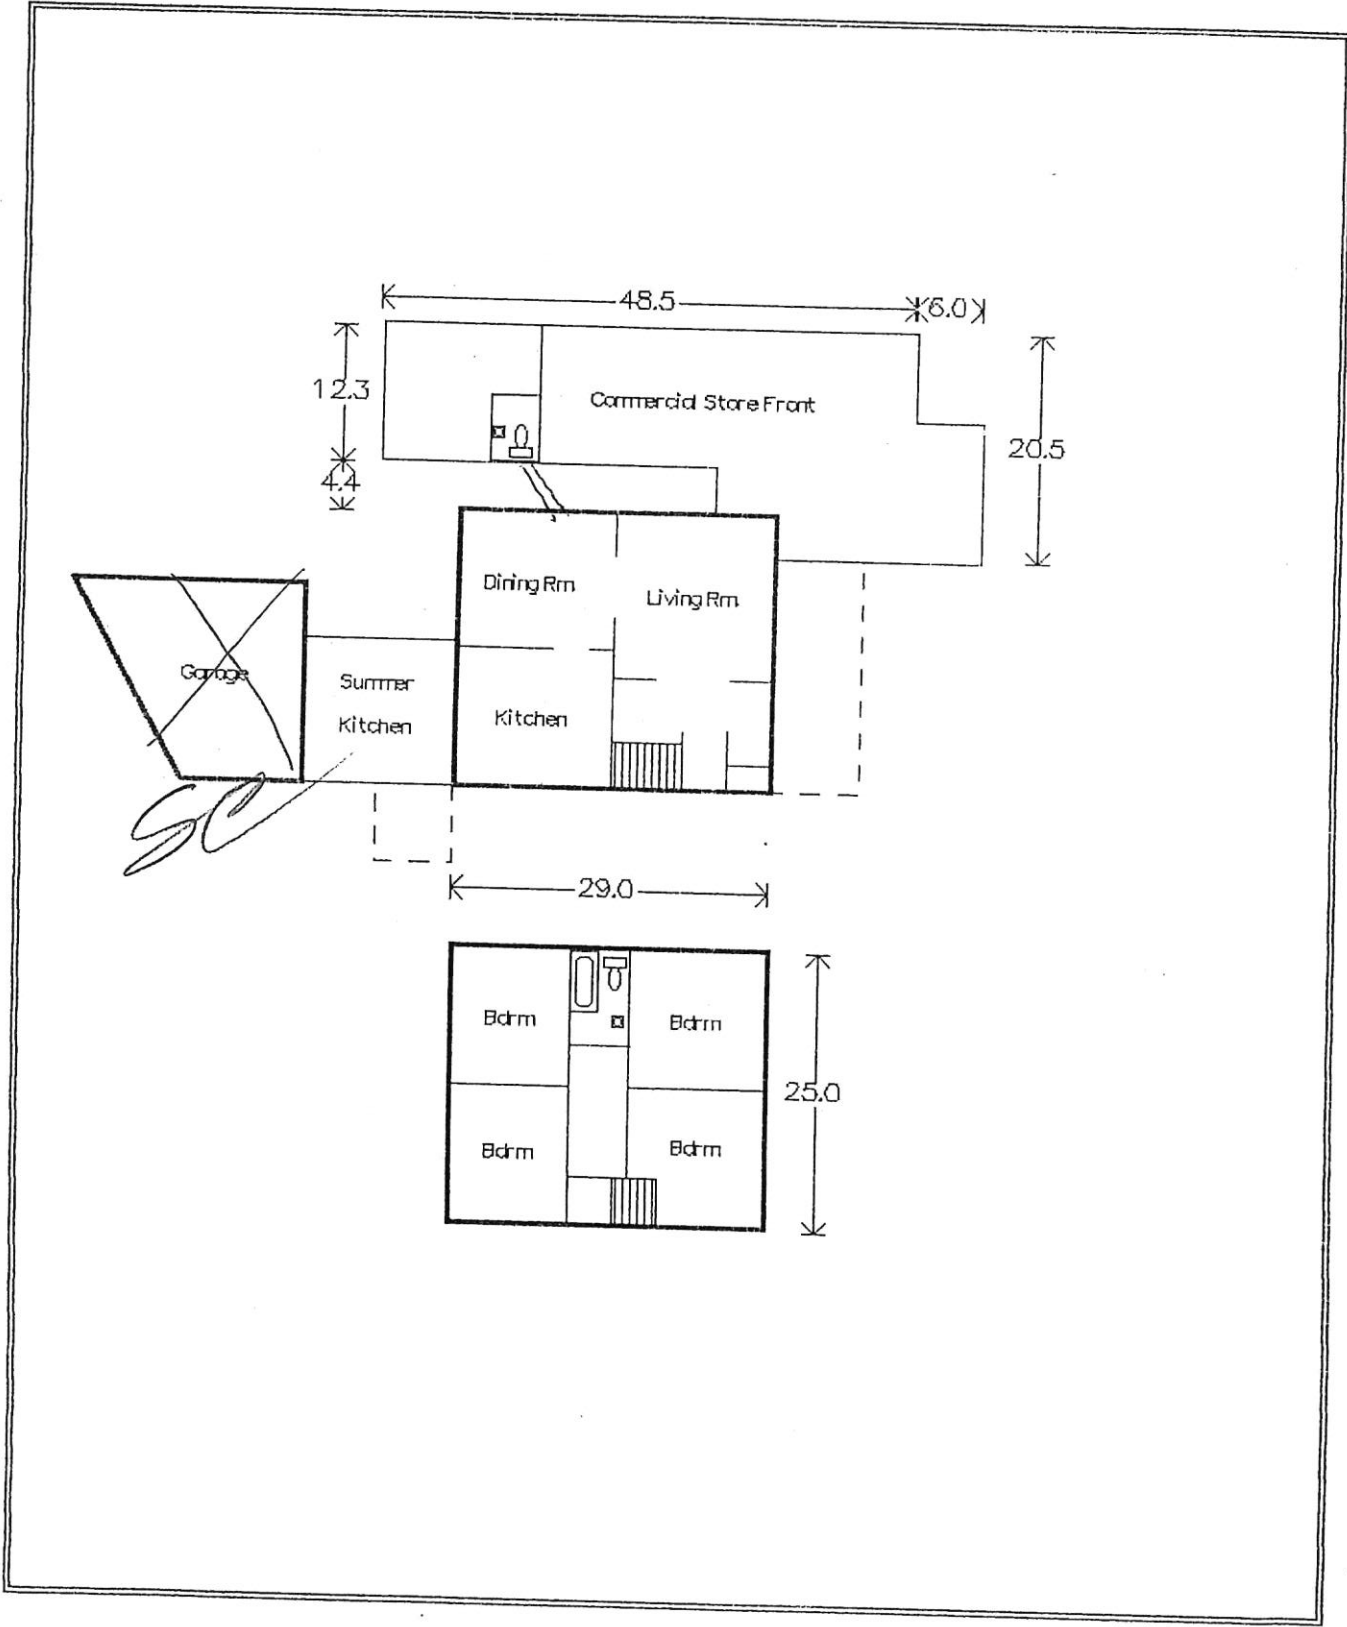 48.5
6.0
12.3
Commercial Store Front
20.5
4.4
Dining Rm
Living Rm
Garage
Summer
Kitchen
Kitchen
29.0
Bdrm
Bdrm
25.0
Bdrm
Bdrm